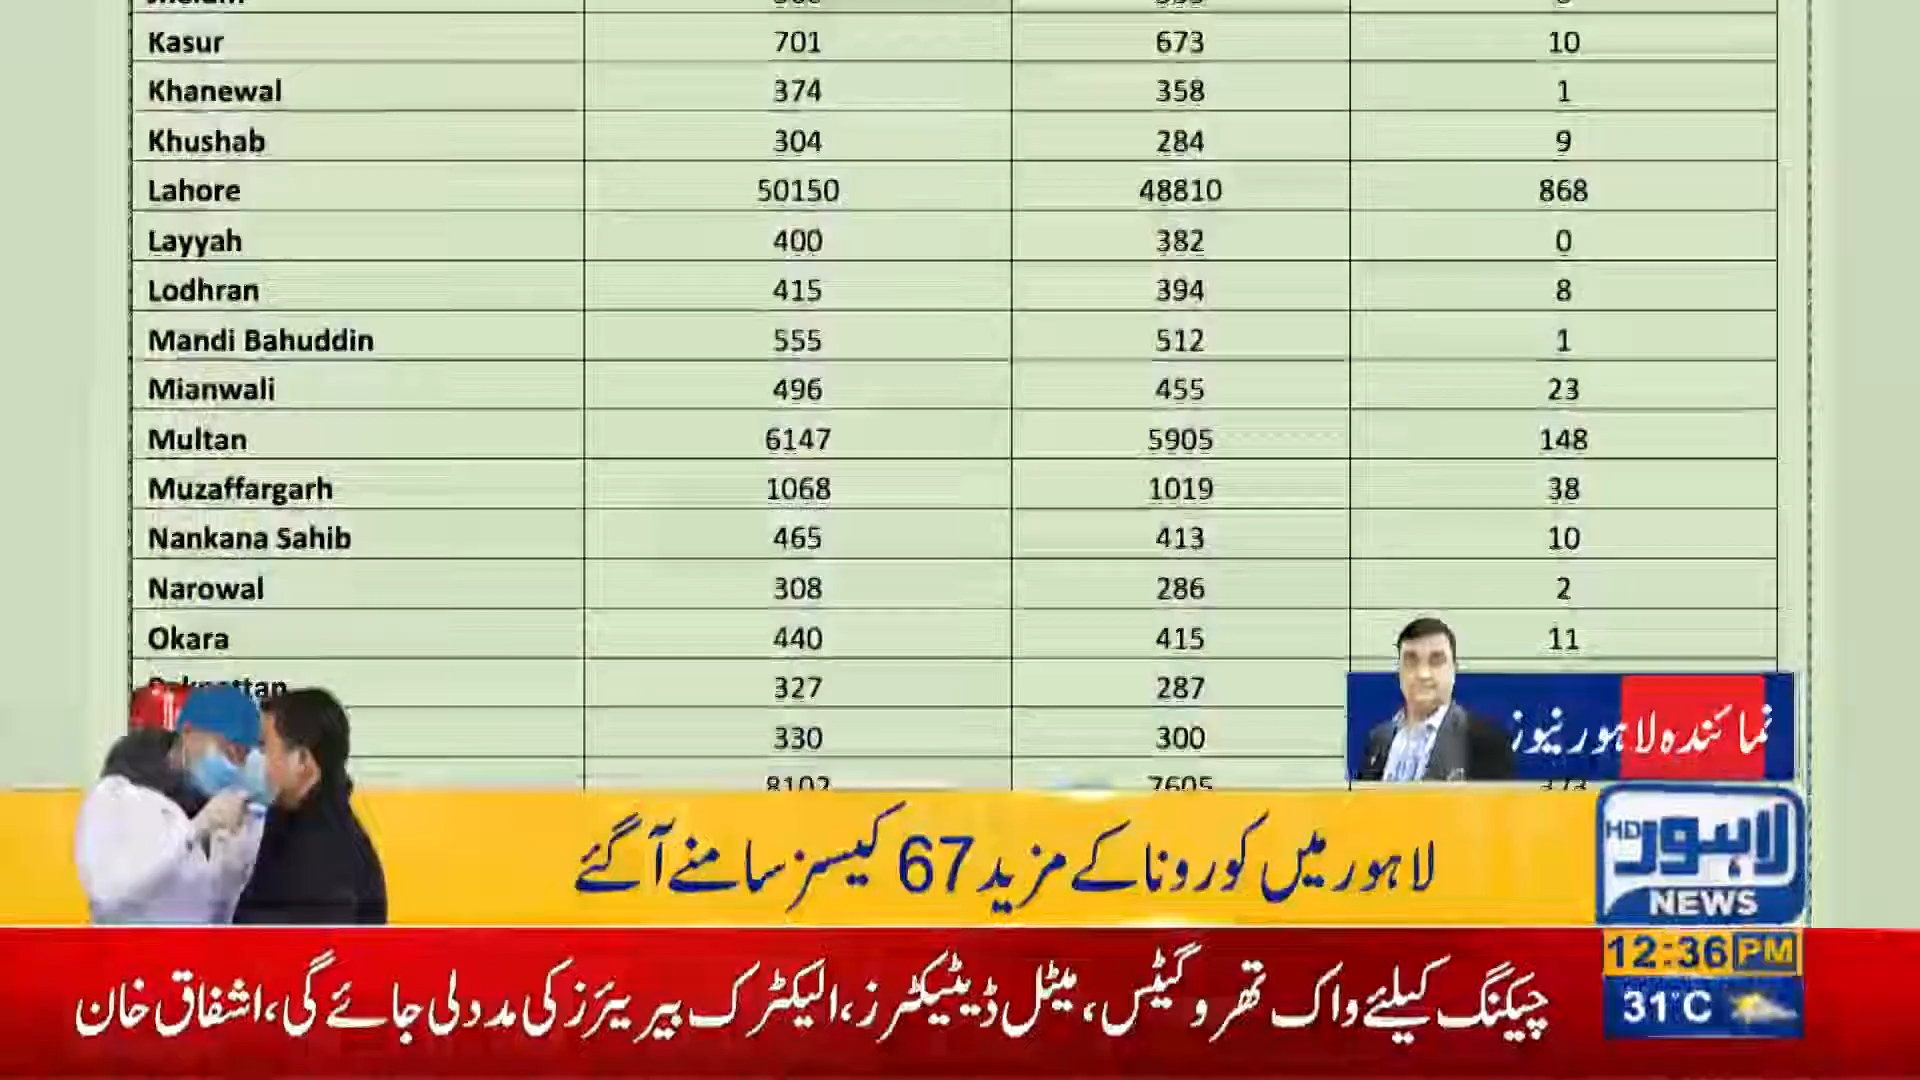 Kasur 701 673 10
Khanewal 374 358 1
Khushab 304 284 9
Lahore 50150 48810 868
Layyah 400 382 0
Lodhran 415 394 8
Mandi Bahuddin 555 512 1
Mianwali 496 455 23
Multan 6147 5905 148
Muzaffargarh 1068 1019 38
Nankana Sahib 465 413 10
Narowal 308 286 2
Okara 440 415 11
327 287
330 300
8102 7605
نمائندہ لاہور نیوز
لاہور میں کورونا کے مزید 67 کیسز سامنے آگئے
لاہور HD
NEWS
12:36 PM
31°C
چیکنگ کیلئے واک تھرو گیٹس، میٹل ڈیٹیکٹرز، الیکٹرک بیریئرز کی مدد لی جائے گی، اشفاق خان